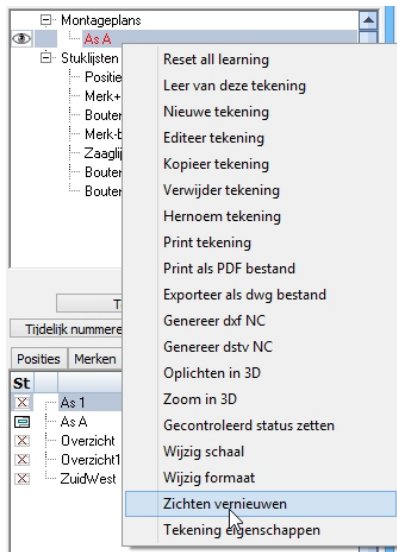 Montageplans
As A
Stuklijsten
Reset all learning
Leer van deze tekening
Nieuwe tekening
Editeer tekening
Kopieer tekening
Verwijder tekening
Hernoem tekening
Print tekening
Print als PDF bestand
Exporteer als dwg bestand
Genereer dxf NC
Genereer dstv NC
Oplichten in 3D
Zoom in 3D
Gecontroleerd status zetten
Wijzig schaal
Wijzig formaat
Zichten vernieuwen
Tekening eigenschappen
Positie
Merk+
Bouter
Merk-b
Zaaglij
Bouter
Bouter
Tijdelijk nummere
Posities Merken
St
As 1
As A
Overzicht
Overzicht1
ZuidWest